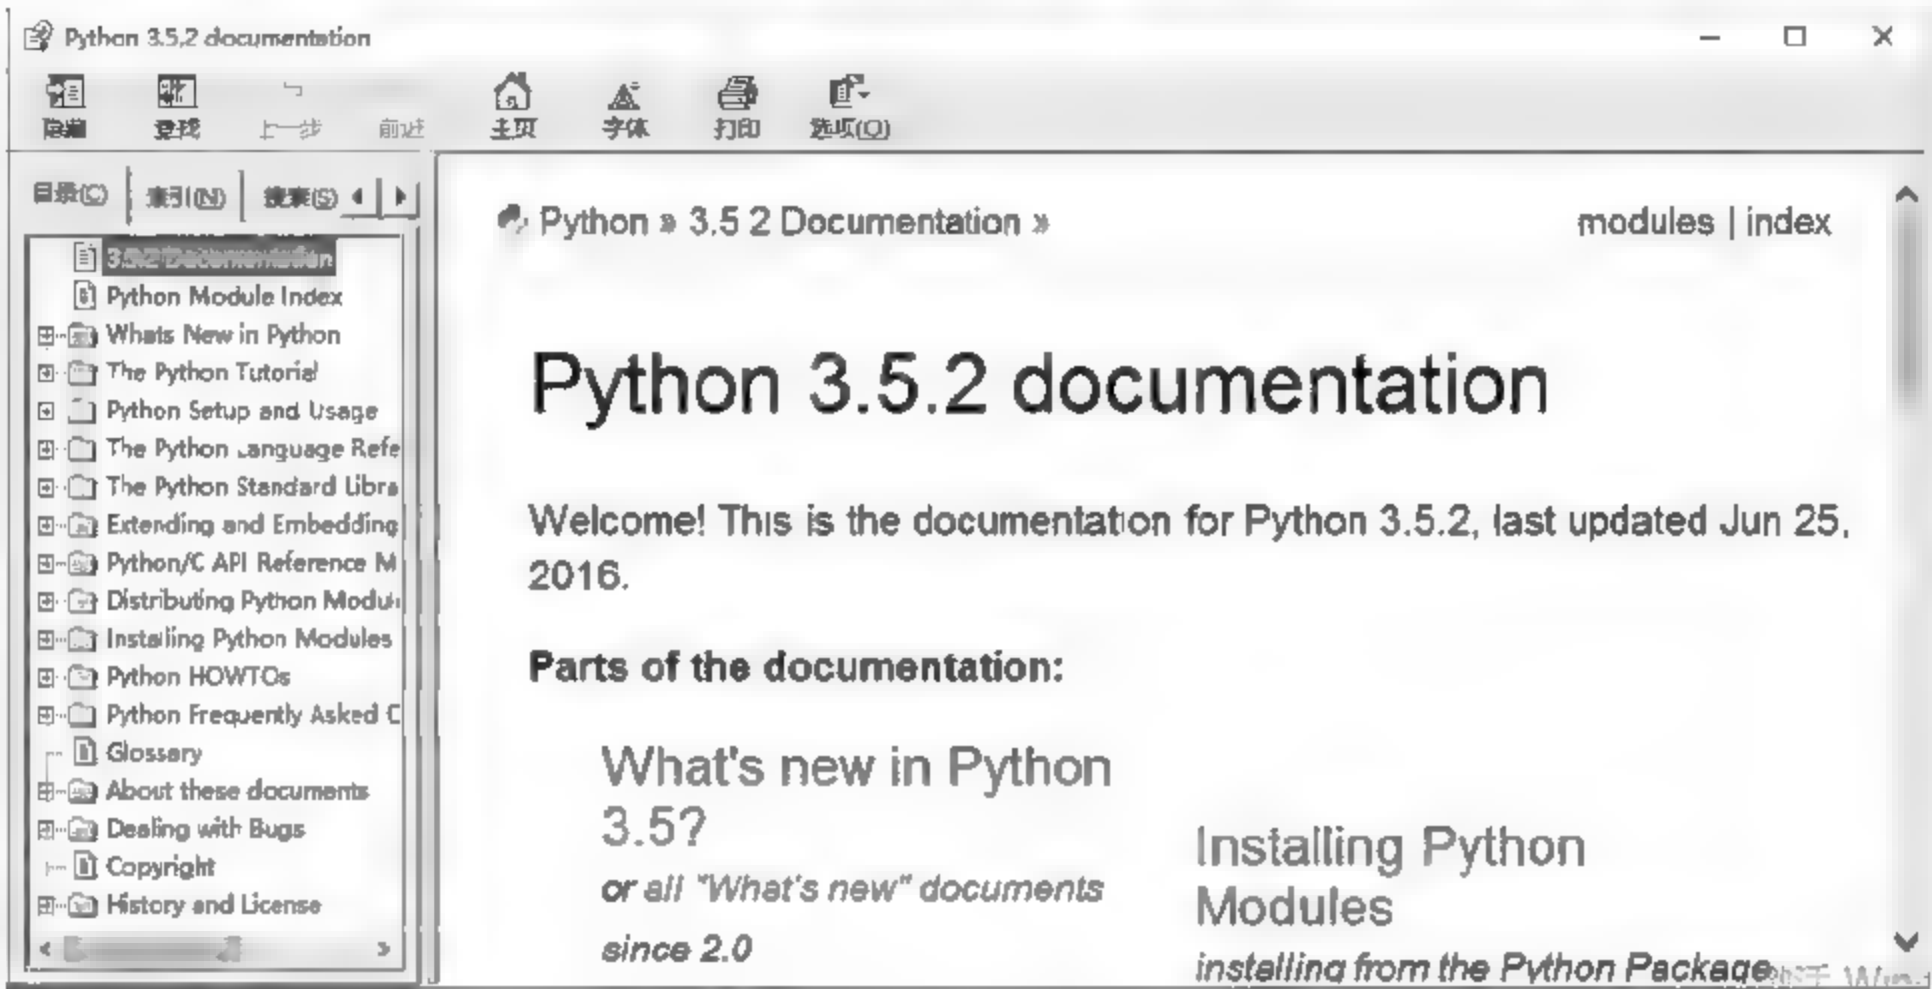 Python 3.5.2 documentation
隐藏 查找 上一步 前进 主页 字体 打印 选项(O)
目录(C) 索引(N) 搜索(S)
3.5.2 Documentation
Python Module Index
Whats New in Python
The Python Tutorial
Python Setup and Usage
The Python Language Refe
The Python Standard Libra
Extending and Embedding
Python/C API Reference M
Distributing Python Modul
Installing Python Modules
Python HOWTOs
Python Frequently Asked
Glossary
About these documents
Dealing with Bugs
Copyright
History and License
Python » 3.5 2 Documentation »
modules | index
Python 3.5.2 documentation
Welcome! This is the documentation for Python 3.5.2, last updated Jun 25,
2016.
Parts of the documentation:
What's new in Python
3.5?
or all "What's new" documents
since 2.0
Installing Python
Modules
installing from the Python Package